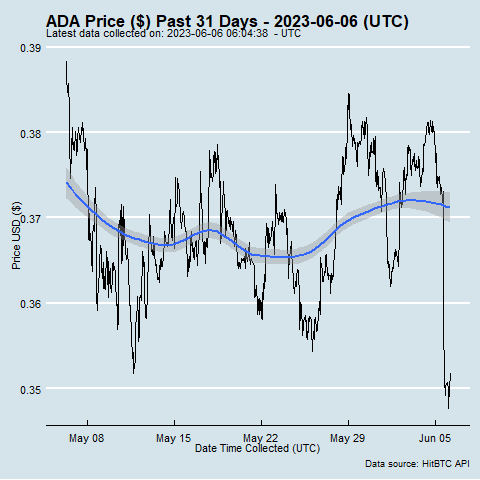 ADA Price ($) Past 31 Days - 2023-06-06 (UTC)
Latest data collected on: 2023-06-06 06:04:38 - UTC
0.39
0.38
0.37
0.36
0.35
Price USD ($)
May 08 May 15 May 22 May 29 Jun 05
Date Time Collected (UTC)
Data source: HitBTC API